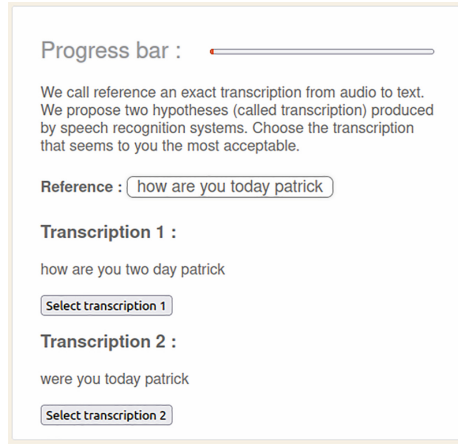 Progress bar :
We call reference an exact transcription from audio to text.
We propose two hypotheses (called transcription) produced
by speech recognition systems. Choose the transcription
that seems to you the most acceptable.
Reference : how are you today patrick
Transcription 1 :
how are you two day patrick
Select transcription 1
Transcription 2 :
were you today patrick
Select transcription 2